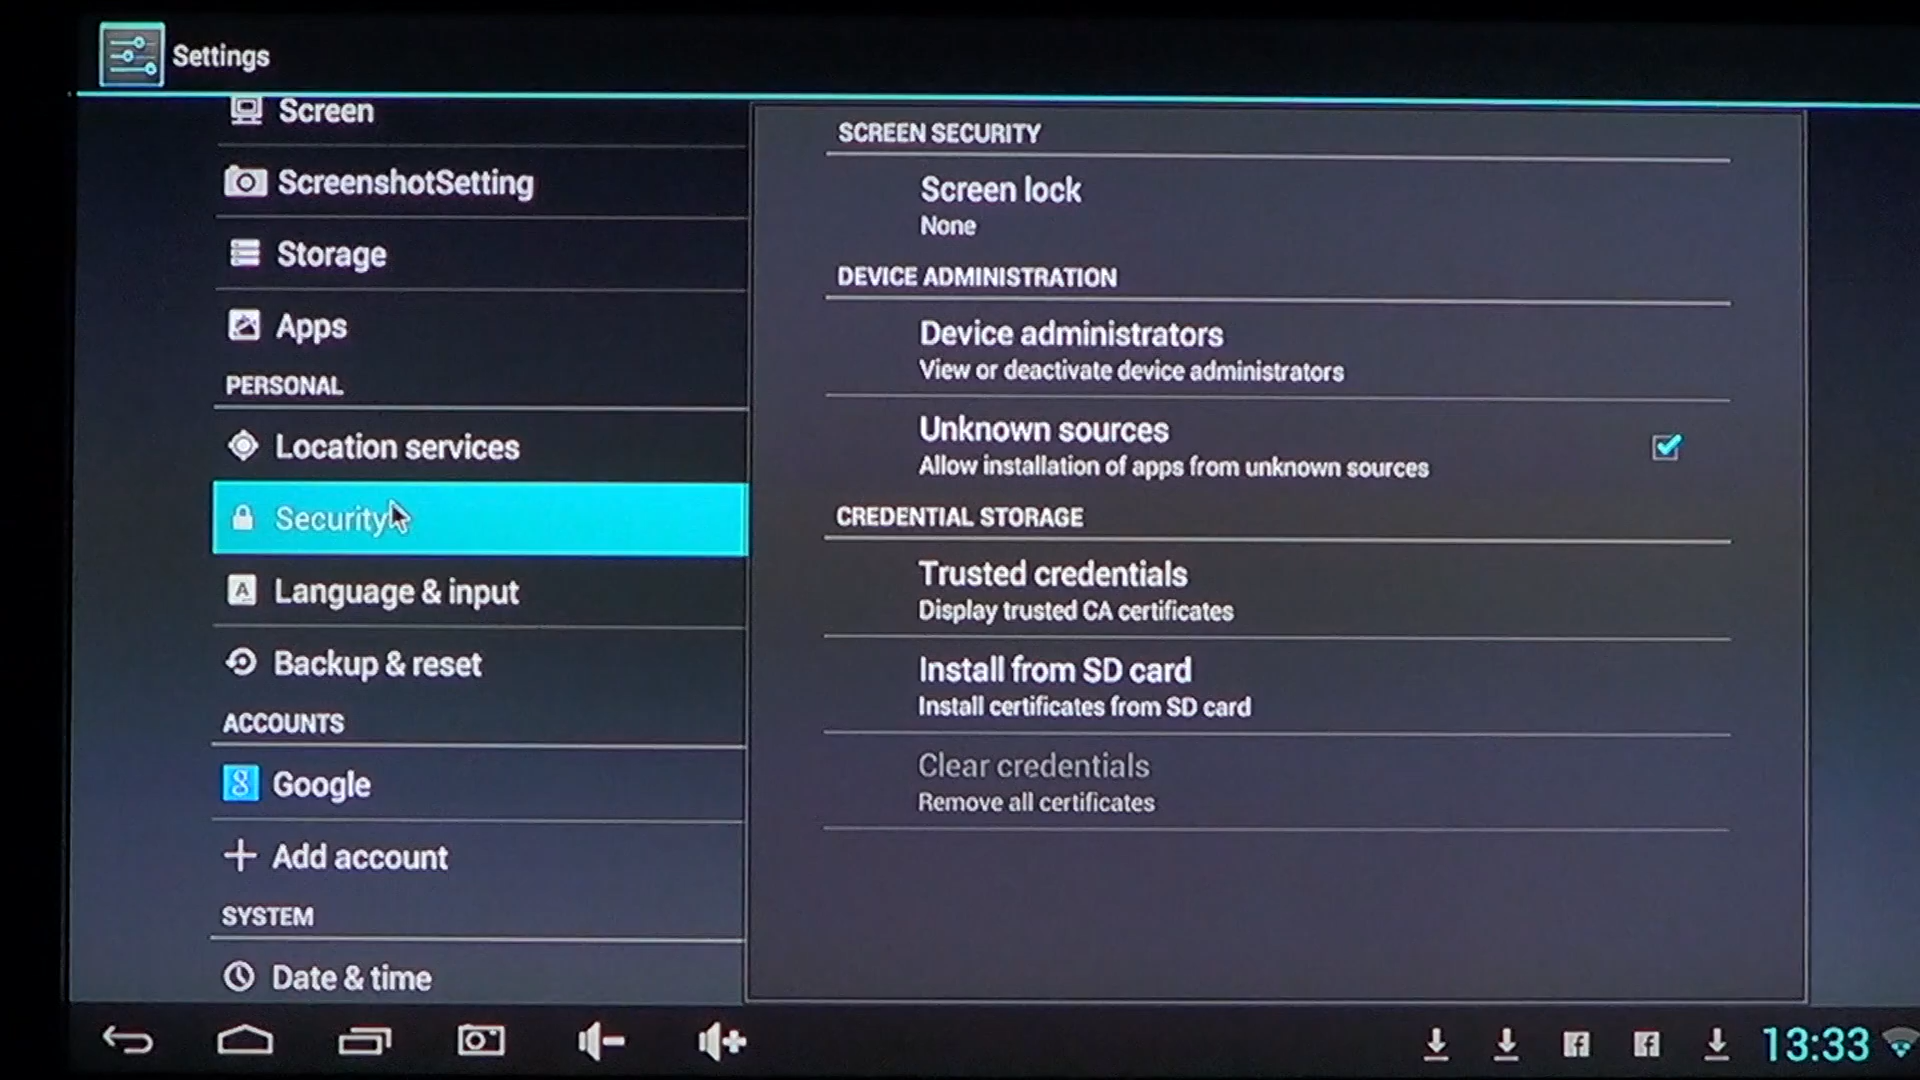 Settings
Screen
ScreenshotSetting
Storage
Apps
PERSONAL
Location services
Security
Language & input
Backup & reset
ACCOUNTS
Google
Add account
SYSTEM
Date & time
SCREEN SECURITY
Screen lock
None
DEVICE ADMINISTRATION
Device administrators
View or deactivate device administrators
Unknown sources
Allow installation of apps from unknown sources
CREDENTIAL STORAGE
Trusted credentials
Display trusted CA certificates
Install from SD card
Install certificates from SD card
Clear credentials
Remove all certificates
13:33